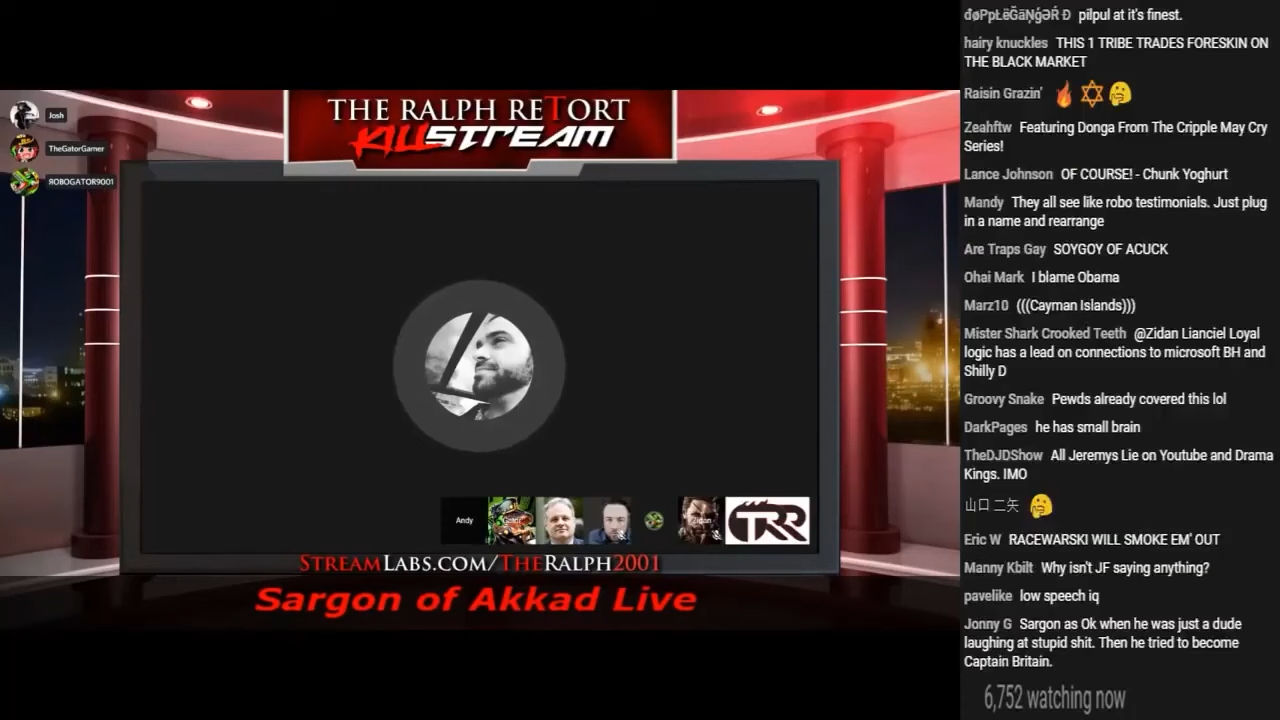 Josh
TheGatorGamer
ЯOBOGATOR9001
THE RALPH RETORT
KILLSTREAM
Andy
Gator
Zidan
TRR
STREAMLABS.COM/THERALPH2001
Sargon of Akkad Live
đøPpŁëĞäŅģƏŔ Đ pilpul at it's finest.
hairy knuckles THIS 1 TRIBE TRADES FORESKIN ON
THE BLACK MARKET
Raisin Grazin' 🔥 🔯 🤔
Zeahftw Featuring Donga From The Cripple May Cry
Series!
Lance Johnson OF COURSE! - Chunk Yoghurt
Mandy They all see like robo testimonials. Just plug
in a name and rearrange
Are Traps Gay SOYGOY OF ACUCK
Ohai Mark I blame Obama
Marz10 (((Cayman Islands)))
Mister Shark Crooked Teeth @Zidan Lianciel Loyal
logic has a lead on connections to microsoft BH and
Shilly D
Groovy Snake Pewds already covered this lol
DarkPages he has small brain
TheDJDShow All Jeremys Lie on Youtube and Drama
Kings. IMO
山口 二矢 🤔
Eric W RACEWARSKI WILL SMOKE EM' OUT
Manny Kbilt Why isn't JF saying anything?
pavelike low speech iq
Jonny G Sargon as Ok when he was just a dude
laughing at stupid shit. Then he tried to become
Captain Britain.
6,752 watching now